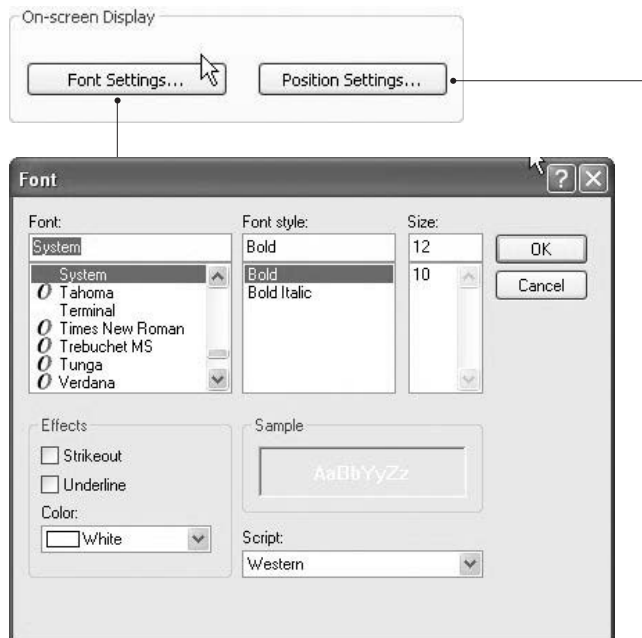 On-screen Display
Font Settings... Position Settings...
Font
Font: Font style: Size:
System Bold 12 OK
System Bold 10 Cancel
Tahoma Bold Italic
Terminal
Times New Roman
Trebuchet MS
Tunga
Verdana
Effects Sample
Strikeout AaBbYyZz
Underline
Color:
White Script:
Western